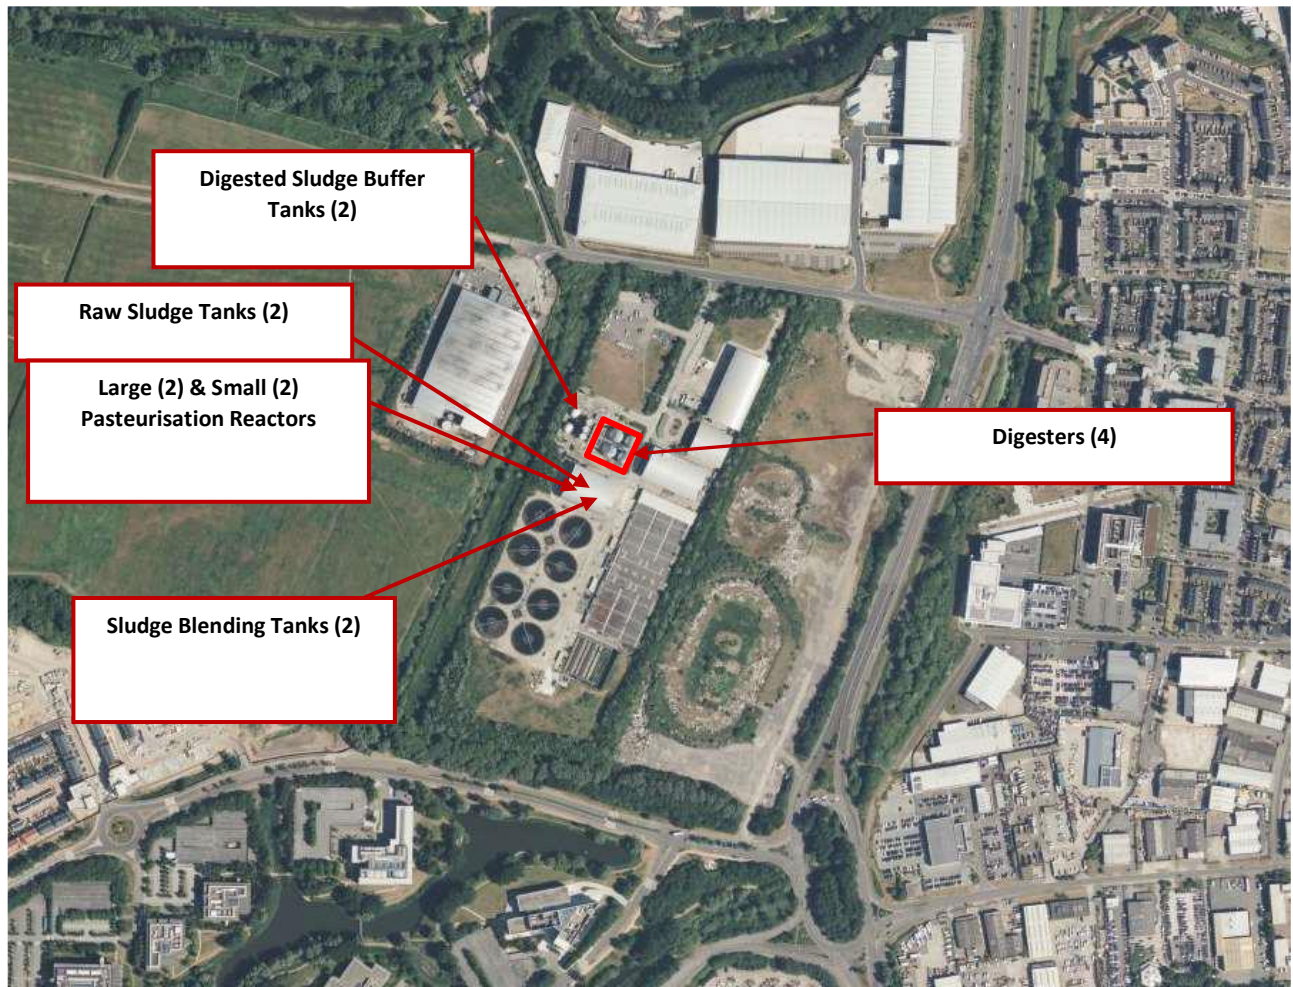 Digested Sludge Buffer
Tanks (2)
Raw Sludge Tanks (2)
Large (2) & Small (2)
Pasteurisation Reactors
Digesters (4)
Sludge Blending Tanks (2)